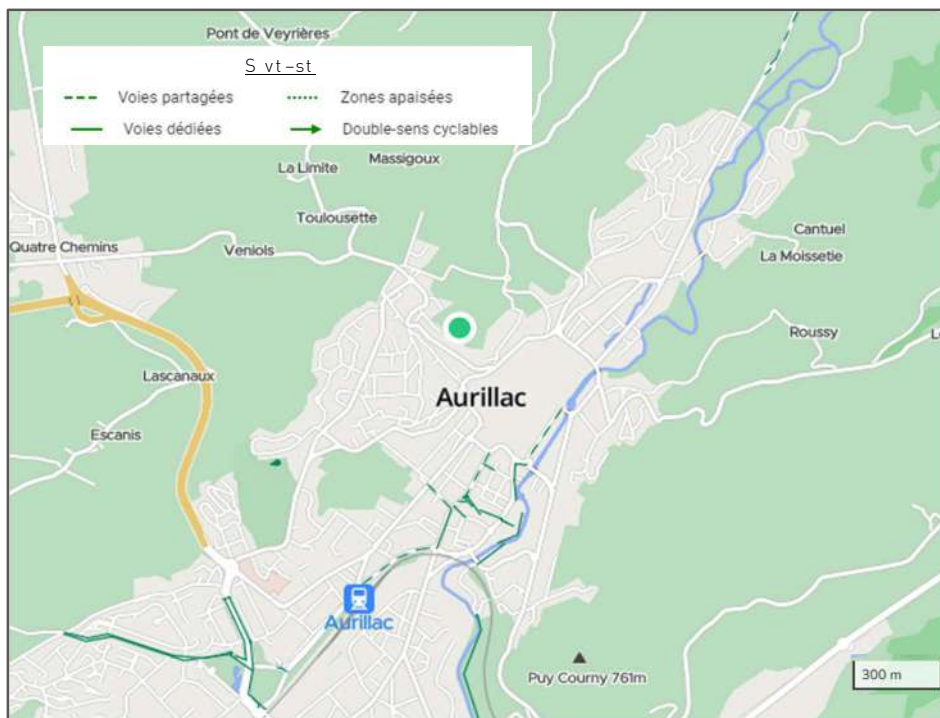 Pont de Veyrières
S vt-st
Voies partagées
Zones apaisées
Voies dédiées
Double-sens cyclables
Massigoux
La Limite
Toulousette
Cantuel
Quatre Chemins
Veniols
La Moissetie
Roussy
Lascanaux
Aurillac
Escanis
Aurillac
Puy Courny 761m
300 m